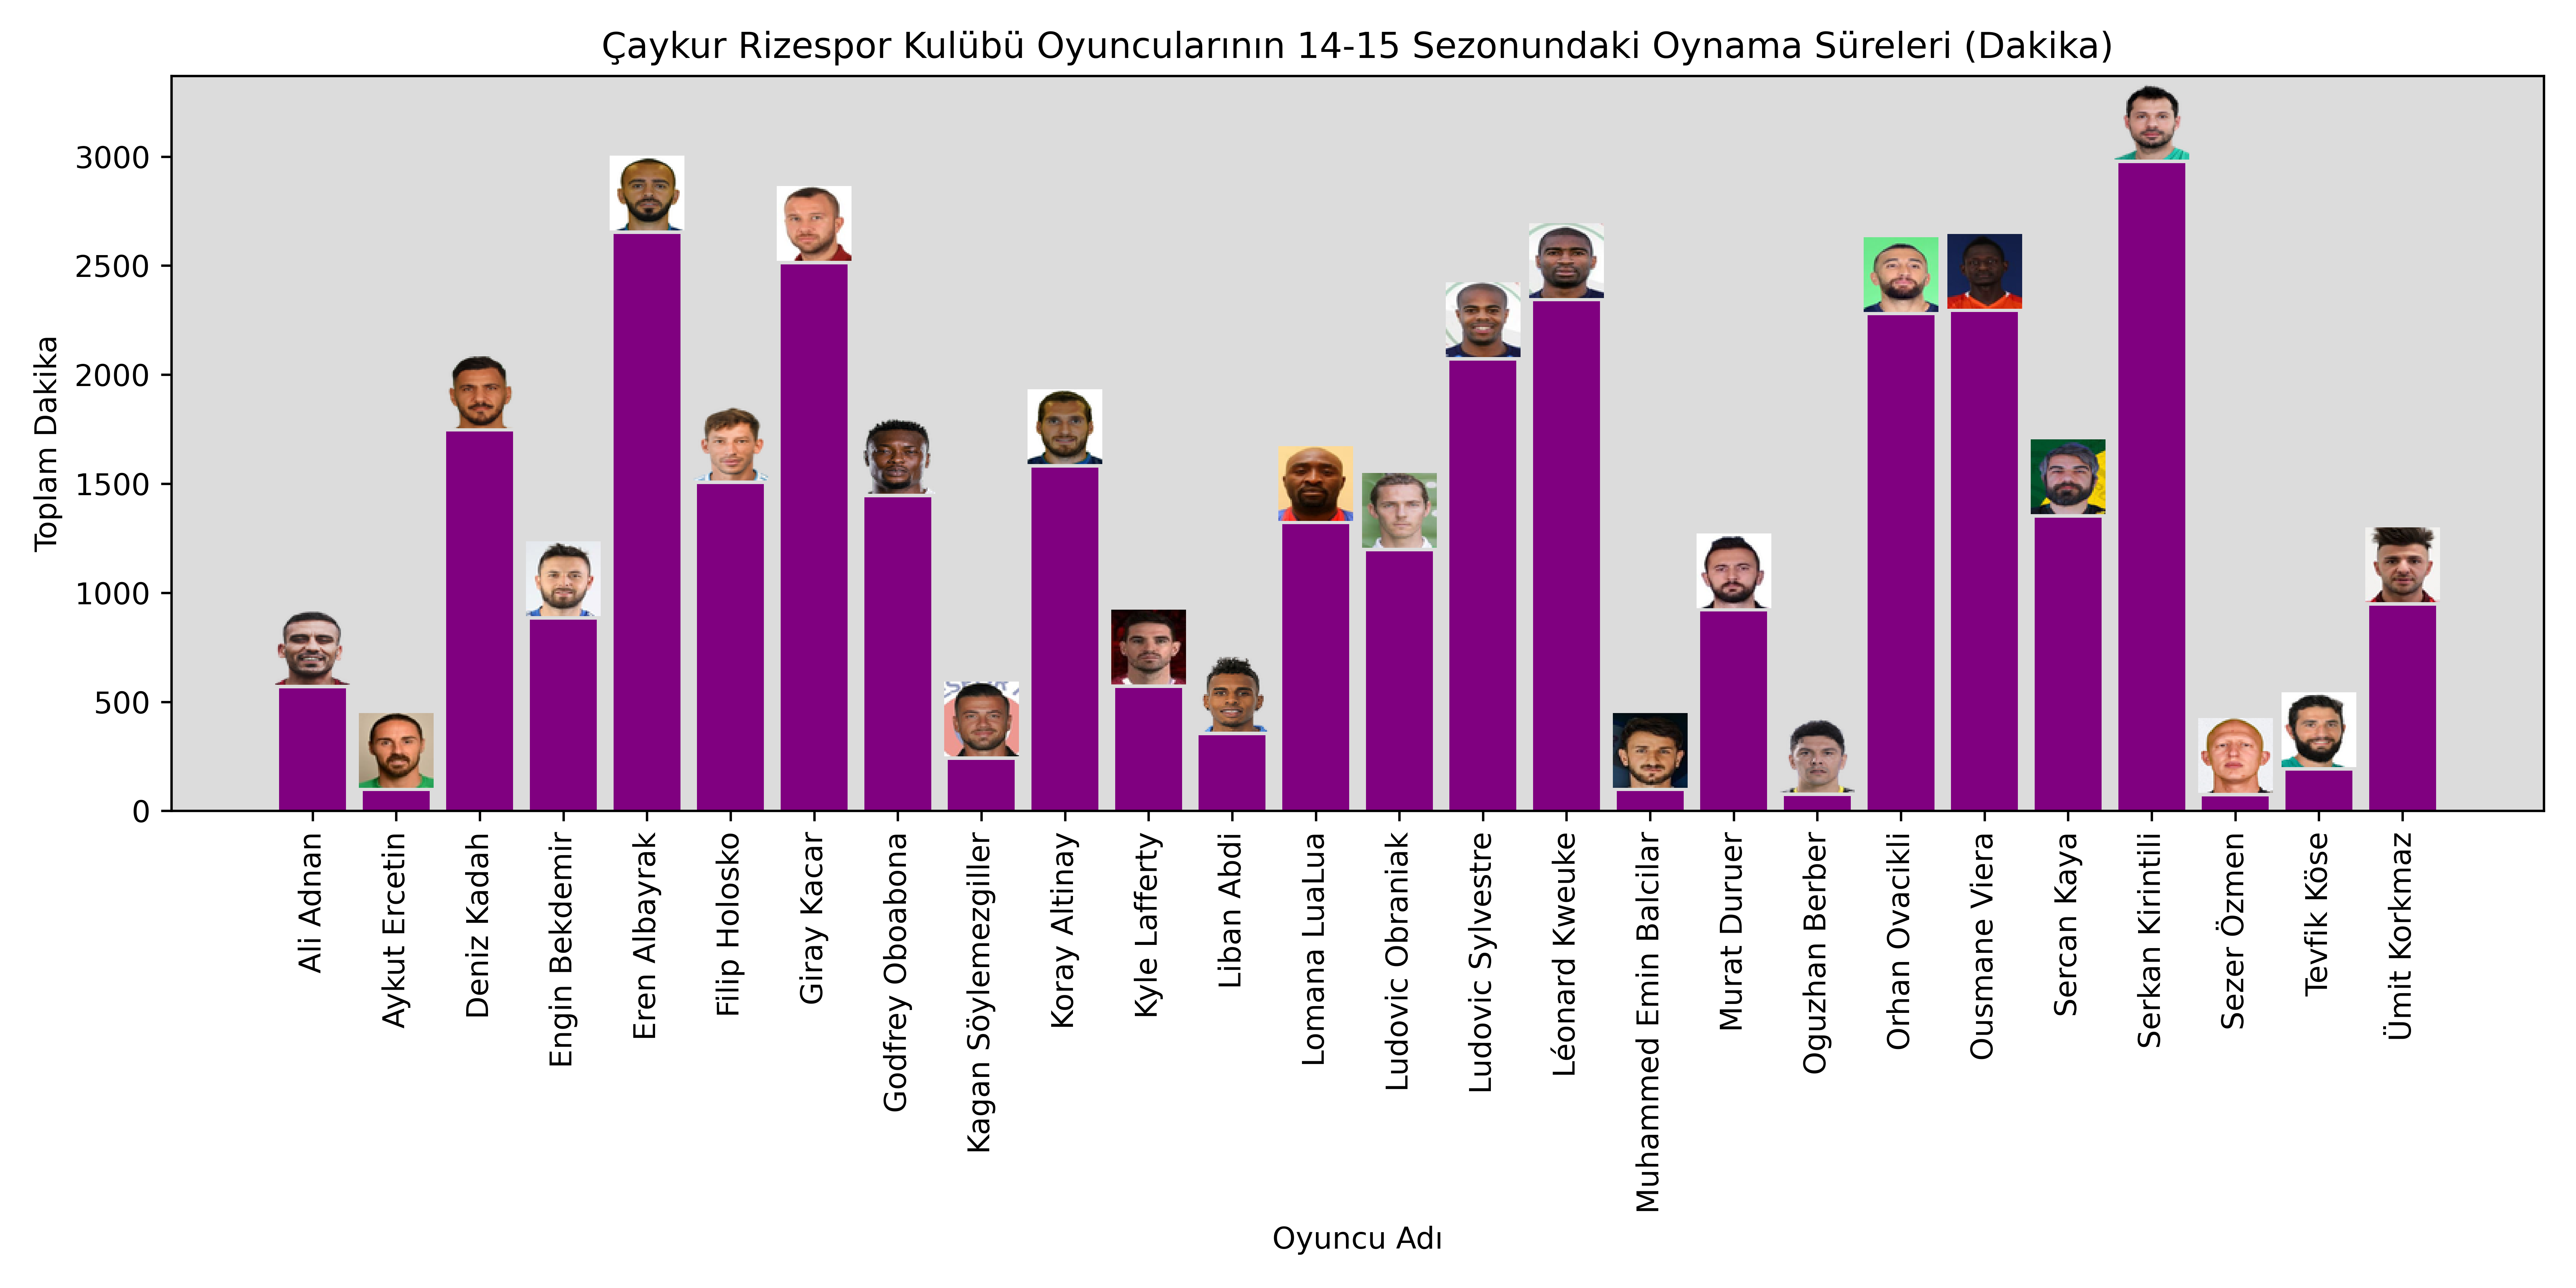 Çaykur Rizespor Kulübü Oyuncularının 14-15 Sezonundaki Oynama Süreleri (Dakika)
Toplam Dakika
3000
2500
2000
1500
1000
500
0
Ali Adnan
Aykut Ercetin
Deniz Kadah
Engin Bekdemir
Eren Albayrak
Filip Holosko
Giray Kacar
Godfrey Oboabona
Kagan Söylemezgiller
Koray Altinay
Kyle Lafferty
Liban Abdi
Lomana LuaLua
Ludovic Obraniak
Ludovic Sylvestre
Léonard Kweuke
Muhammed Emin Balcilar
Murat Duruer
Oguzhan Berber
Orhan Ovacikli
Ousmane Viera
Sercan Kaya
Serkan Kirintili
Sezer Özmen
Tevfik Köse
Ümit Korkmaz
Oyuncu Adı